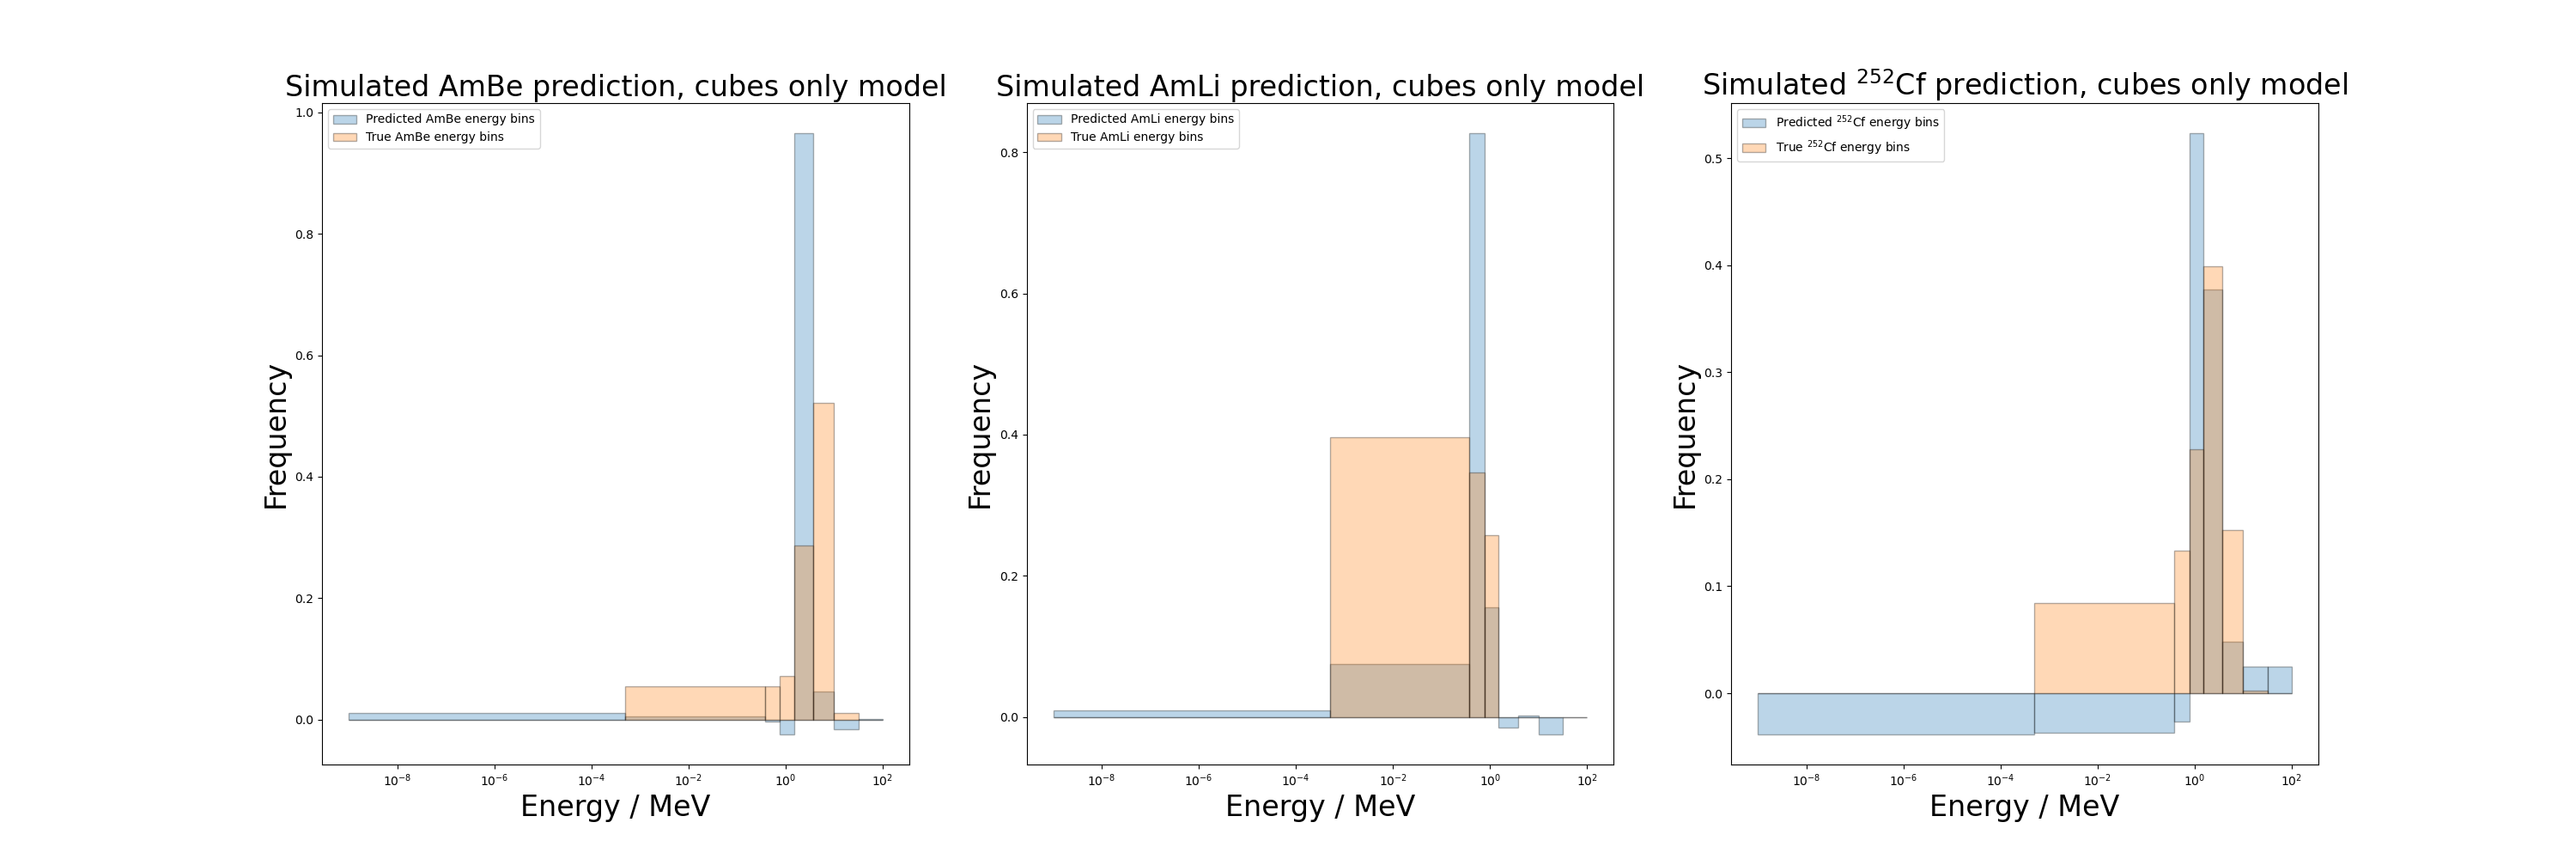 Simulated AmBe prediction, cubes only model
Predicted AmBe energy bins
True AmBe energy bins
1.0
0.8
0.6
0.4
0.2
0.0
Frequency
10⁻⁸ 10⁻⁶ 10⁻⁴ 10⁻² 10⁰ 10²
Energy / MeV
Simulated AmLi prediction, cubes only model
Predicted AmLi energy bins
True AmLi energy bins
0.8
0.6
0.4
0.2
0.0
Frequency
10⁻⁸ 10⁻⁶ 10⁻⁴ 10⁻² 10⁰ 10²
Energy / MeV
Simulated ²⁵²Cf prediction, cubes only model
Predicted ²⁵²Cf energy bins
True ²⁵²Cf energy bins
0.5
0.4
0.3
0.2
0.1
0.0
Frequency
10⁻⁸ 10⁻⁶ 10⁻⁴ 10⁻² 10⁰ 10²
Energy / MeV